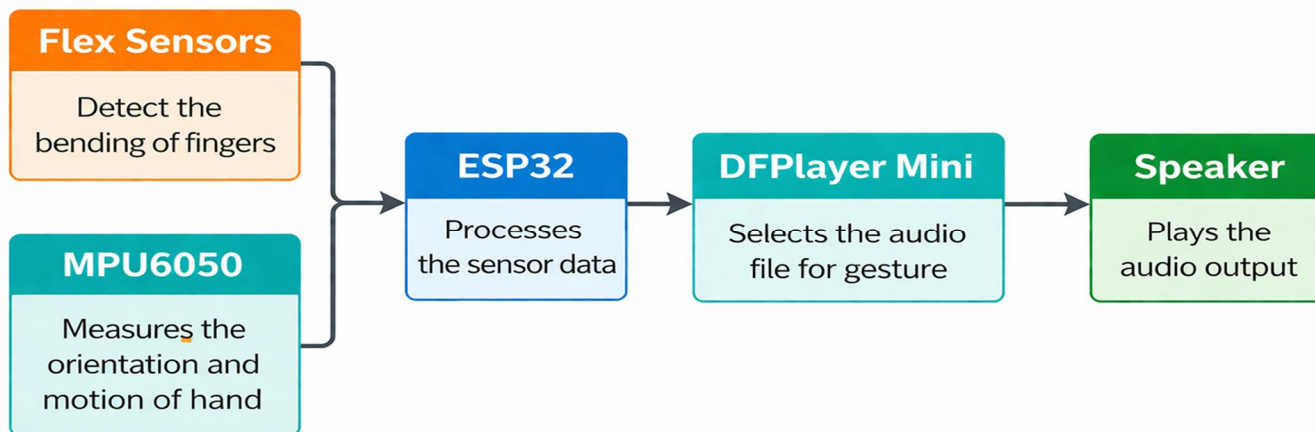 Flex Sensors
Detect the
bending of fingers
MPU6050
Measures the
orientation and
motion of hand
ESP32
Processes
the sensor data
DFPlayer Mini
Selects the audio
file for gesture
Speaker
Plays the
audio output